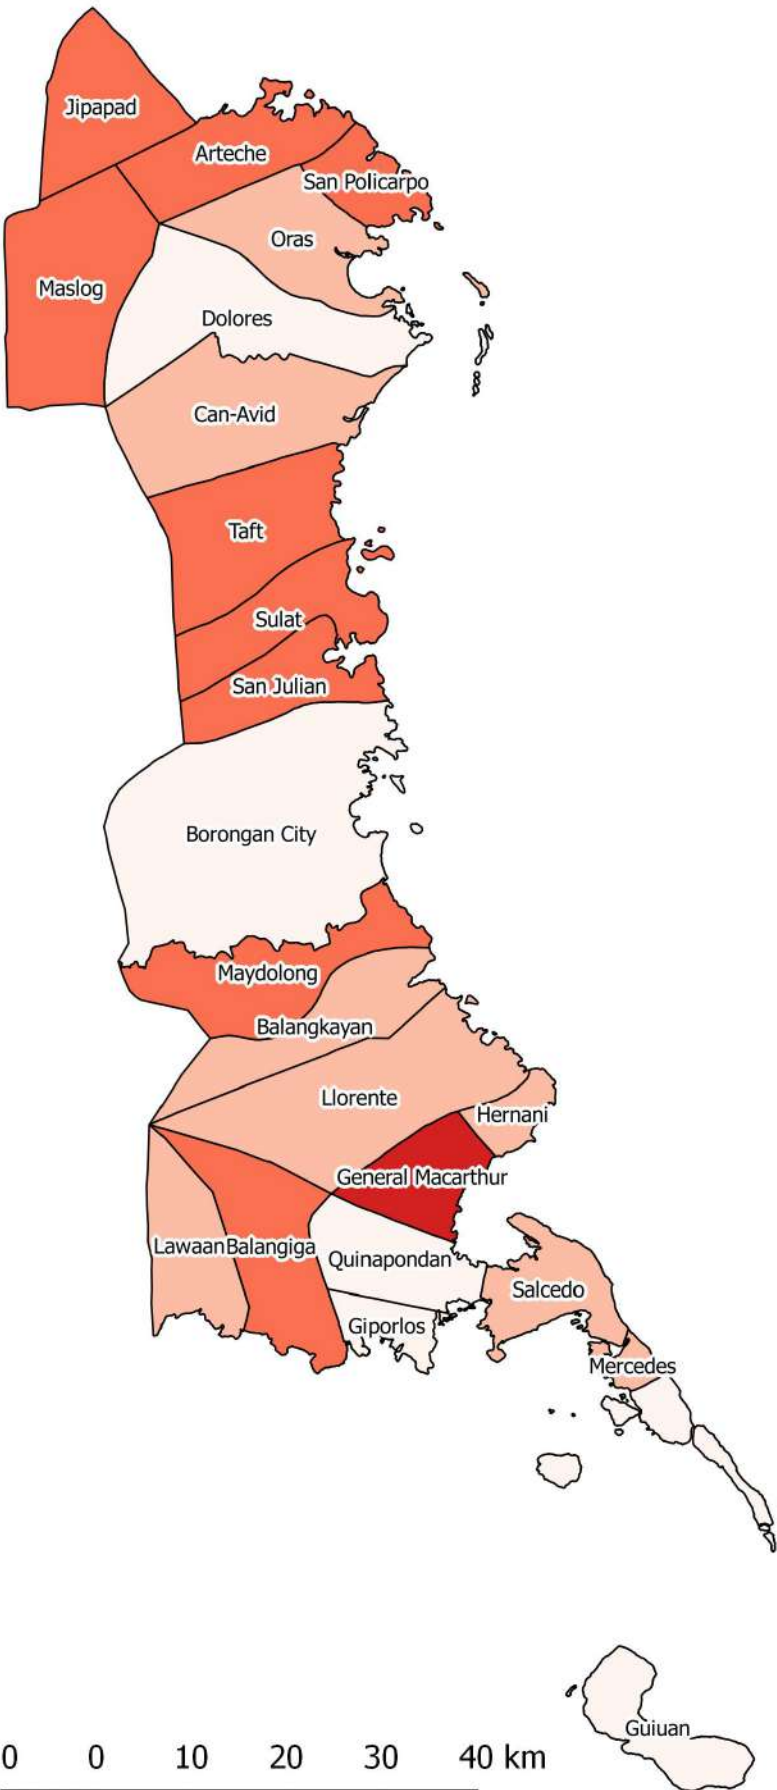 Jipapad
Arteche
San Policarpo
Oras
Maslog
Dolores
Can-Avid
Taft
Sulat
San Julian
Borongan City
Maydolong
Balangkayan
Llorente
Hernani
General Macarthur
Lawaan Balangiga
Quinapondan
Salcedo
Giporlos
Mercedes
Guiuan
0 0 10 20 30 40 km